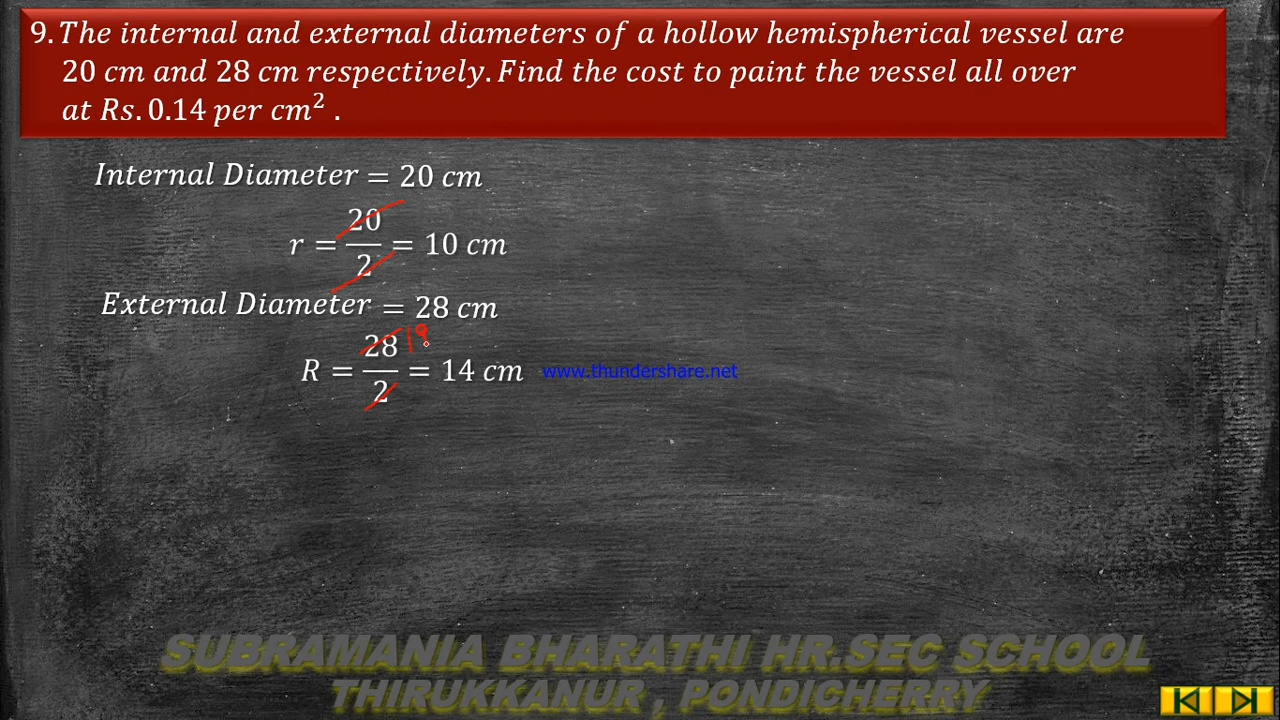 9. The internal and external diameters of a hollow hemispherical vessel are
20 cm and 28 cm respectively. Find the cost to paint the vessel all over
at Rs. 0.14 per cm² .
Internal Diameter = 20 cm
r = 20/2 = 10 cm
External Diameter = 28 cm
R = 28/2 = 14 cm
www.thundershare.net
SUBRAMANIA BHARATHI HR.SEC SCHOOL
THIRUKKANUR , PONDICHERRY